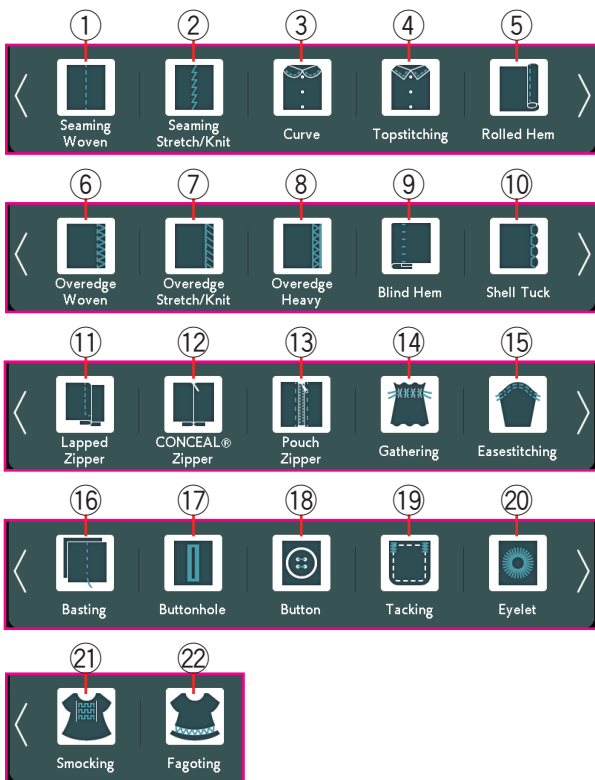 ① ② ③ ④ ⑤
Seaming Woven
Seaming Stretch/Knit
Curve
Topstitching
Rolled Hem
⑥ ⑦ ⑧ ⑨ ⑩
Overedge Woven
Overedge Stretch/Knit
Overedge Heavy
Blind Hem
Shell Tuck
⑪ ⑫ ⑬ ⑭ ⑮
Lapped Zipper
CONCEAL® Zipper
Pouch Zipper
Gathering
Easestitching
⑯ ⑰ ⑱ ⑲ ⑳
Basting
Buttonhole
Button
Tacking
Eyelet
㉑ ㉒
Smocking
Fagoting